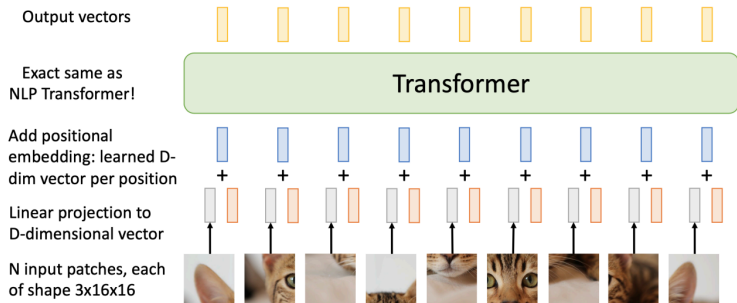 Output vectors
Exact same as
NLP Transformer!
Transformer
Add positional
embedding: learned D-
dim vector per position
+ + + + + + + + +
Linear projection to
D-dimensional vector
N input patches, each
of shape 3x16x16